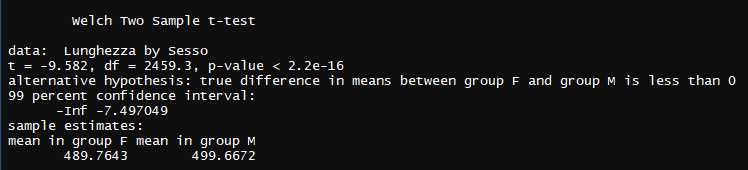 Welch Two Sample t-test
data:  Lunghezza by Sesso
t = -9.582, df = 2459.3, p-value < 2.2e-16
alternative hypothesis: true difference in means between group F and group M is less than 0
99 percent confidence interval:
      -Inf -7.497049
sample estimates:
mean in group F mean in group M
       489.7643        499.6672